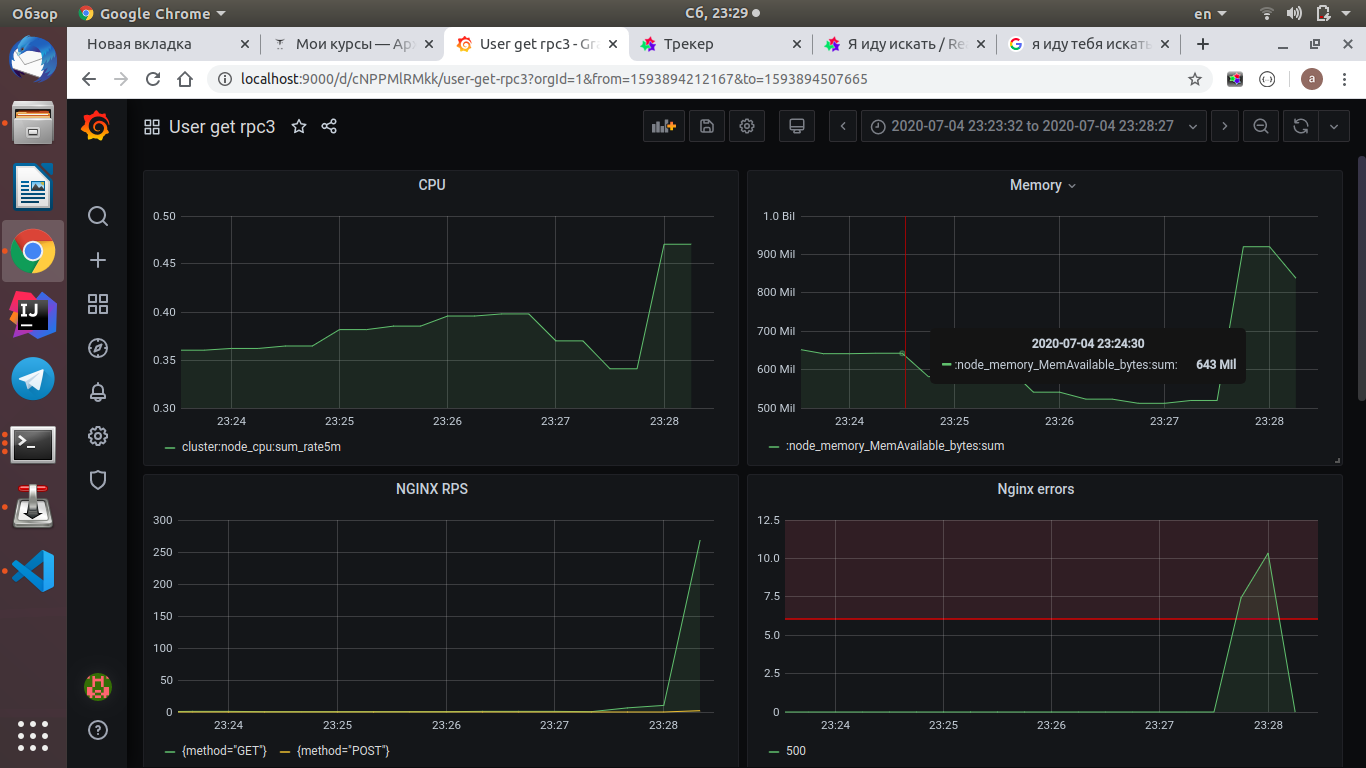 Обзор Google Chrome Сб, 23:29 en
Новая вкладка Мои курсы — Ар User get rpc3 - Gra Трекер Я иду искать / Re я иду тебя искать
localhost:9000/d/cNPPMlRMkk/user-get-rpc3?orgId=1&from=1593894212167&to=1593894507665 a
User get rpc3 2020-07-04 23:23:32 to 2020-07-04 23:28:27
CPU
0.50
0.45
0.40
0.35
0.30
23:24 23:25 23:26 23:27 23:28
cluster:node_cpu:sum_rate5m
Memory
1.0 Bil
900 Mil
800 Mil
700 Mil
600 Mil
500 Mil
2020-07-04 23:24:30
:node_memory_MemAvailable_bytes:sum: 643 Mil
23:24 23:25 23:26 23:27 23:28
:node_memory_MemAvailable_bytes:sum
NGINX RPS
300
250
200
150
100
50
0
23:24 23:25 23:26 23:27 23:28
{method="GET"} {method="POST"}
Nginx errors
12.5
10.0
7.5
5.0
2.5
0
23:24 23:25 23:26 23:27 23:28
500
IJ